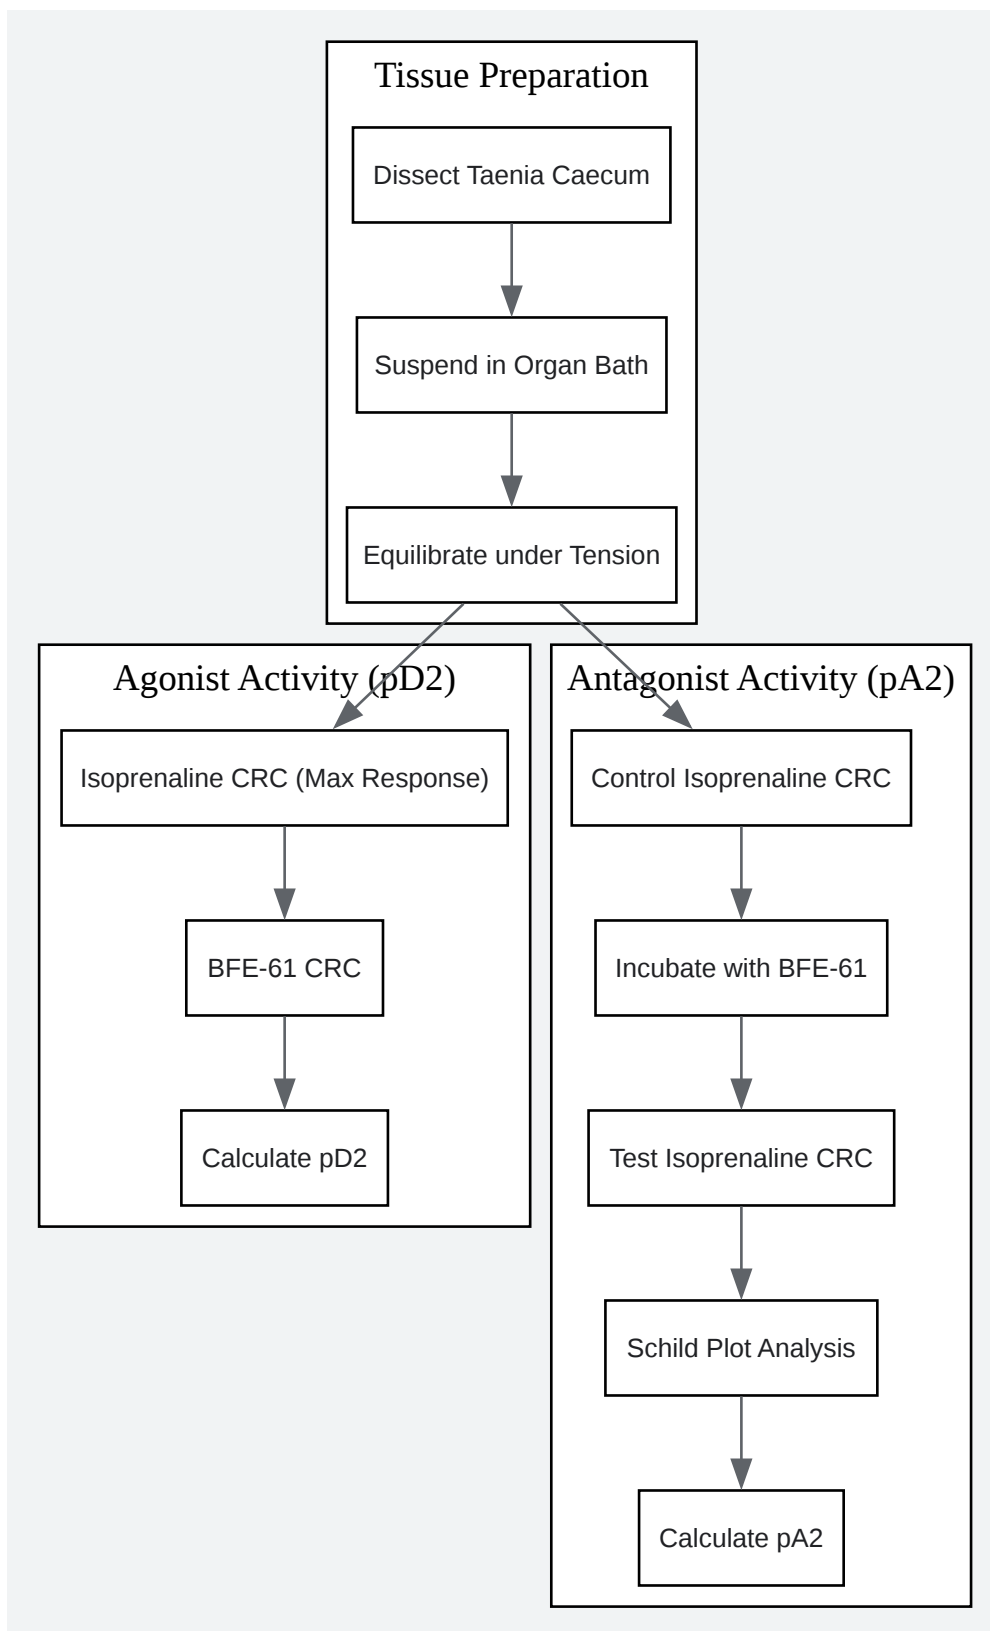 Tissue Preparation
Dissect Taenia Caecum
Suspend in Organ Bath
Equilibrate under Tension
Agonist Activity (pD2)
Isoprenaline CRC (Max Response)
BFE-61 CRC
Calculate pD2
Antagonist Activity (pA2)
Control Isoprenaline CRC
Incubate with BFE-61
Test Isoprenaline CRC
Schild Plot Analysis
Calculate pA2